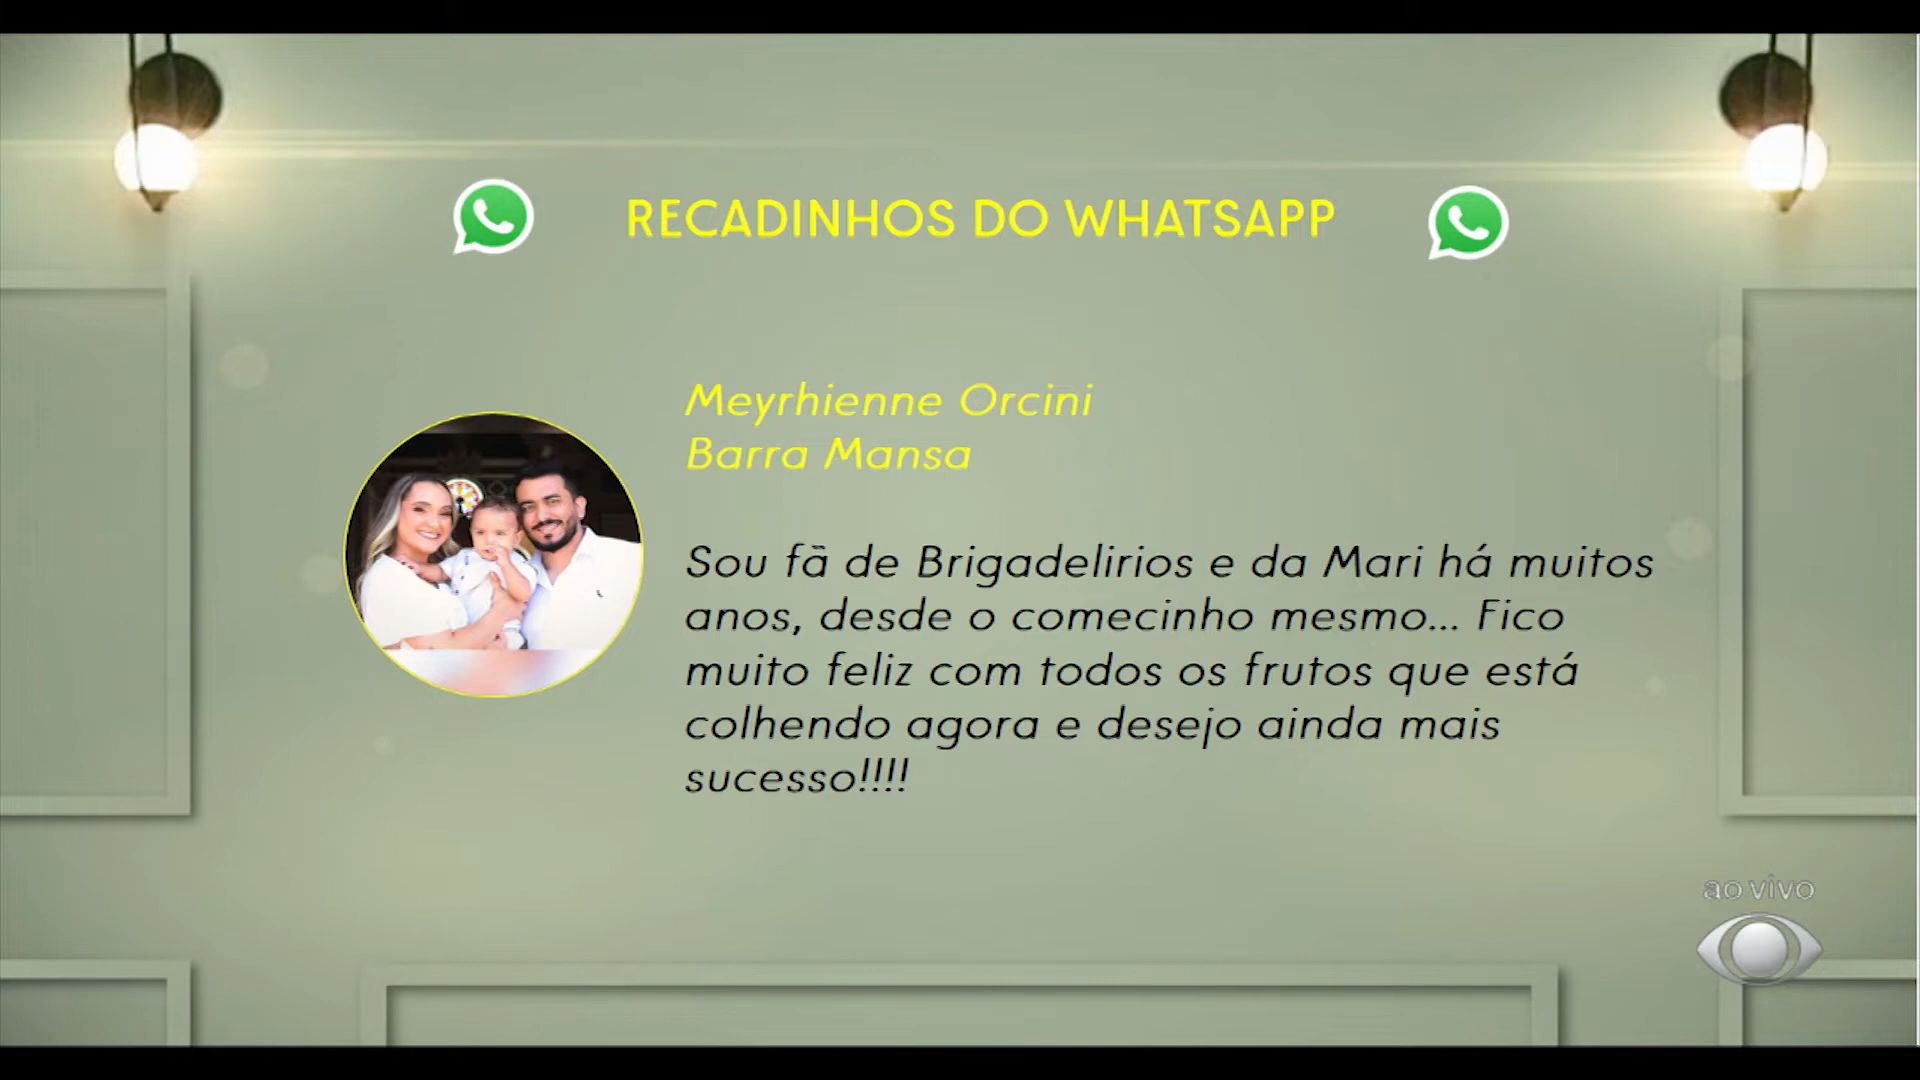 RECADINHOS DO WHATSAPP
Meyrhienne Orcini
Barra Mansa
Sou fã de Brigadelirios e da Mari há muitos
anos, desde o comecinho mesmo... Fico
muito feliz com todos os frutos que está
colhendo agora e desejo ainda mais
sucesso!!!!
ao vivo